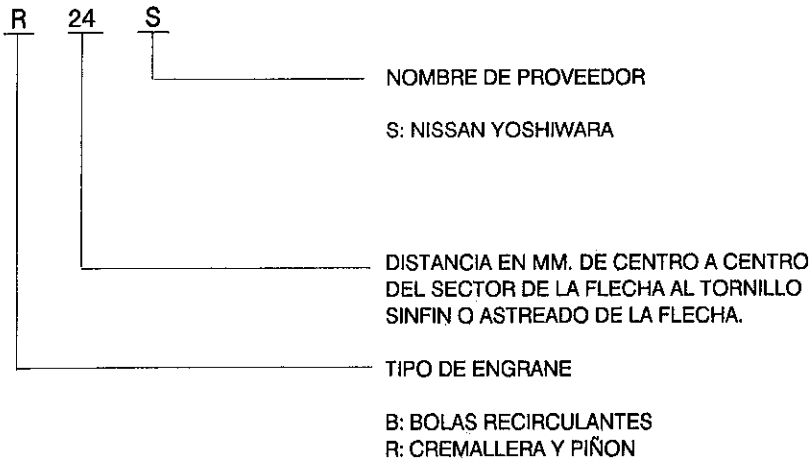 R 24 S
NOMBRE DE PROVEEDOR
S: NISSAN YOSHIWARA
DISTANCIA EN MM. DE CENTRO A CENTRO
DEL SECTOR DE LA FLECHA AL TORNILLO
SINFIN O ASTREADO DE LA FLECHA.
TIPO DE ENGRANE
B: BOLAS RECIRCULANTES
R: CREMALLERA Y PIÑON